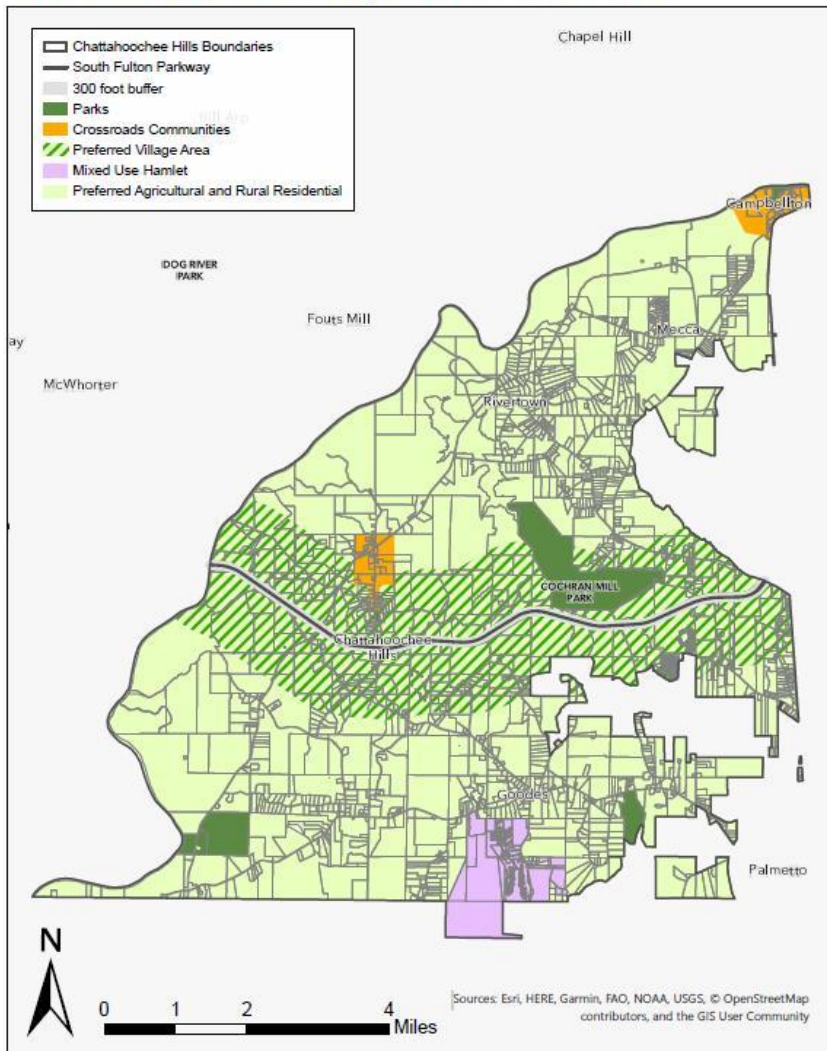 Chapel Hill
Chattahoochee Hills Boundaries
South Fulton Parkway
300 foot buffer
Parks
Crossroads Communities
Preferred Village Area
Mixed Use Hamlet
Preferred Agricultural and Rural Residential
Campbellton
DOG RIVER
PARK
Fouts Mill
Mecca
ay
McWhorter
Rivertown
COCHRAN MILL
PARK
Chattahoochee
Hills
Goodes
Palmetto
N
0 1 2 4
Miles
Sources: Esri, HERE, Garmin, FAO, NOAA, USGS, © OpenStreetMap
contributors, and the GIS User Community